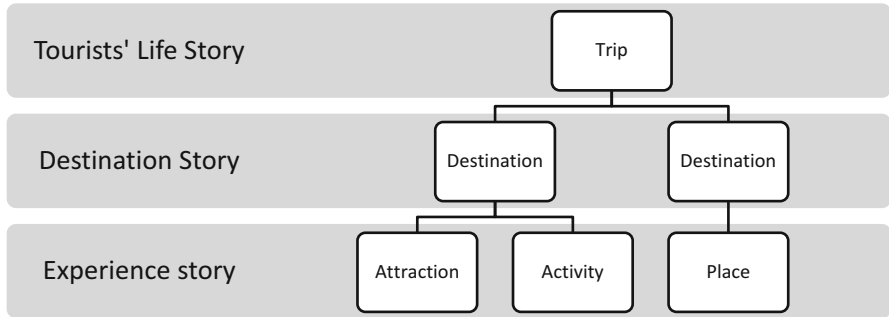 Tourists' Life Story
Trip
Destination Story
Destination
Destination
Experience story
Attraction
Activity
Place